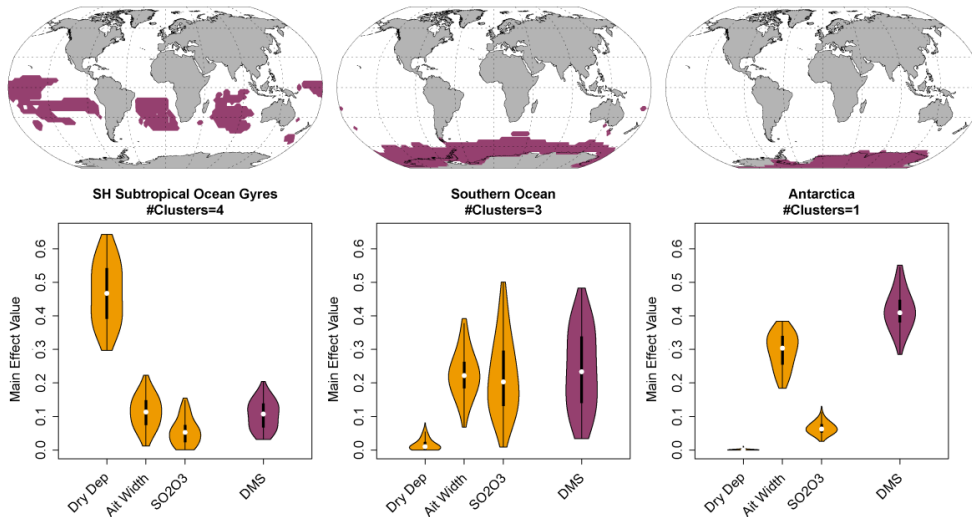 SH Subtropical Ocean Gyres
#Clusters=4
Main Effect Value
0.6
0.5
0.4
0.3
0.2
0.1
0.0
Dry Dep
Ait Width
SO2O3
DMS
Southern Ocean
#Clusters=3
Main Effect Value
0.6
0.5
0.4
0.3
0.2
0.1
0.0
Dry Dep
Ait Width
SO2O3
DMS
Antarctica
#Clusters=1
Main Effect Value
0.6
0.5
0.4
0.3
0.2
0.1
0.0
Dry Dep
Ait Width
SO2O3
DMS